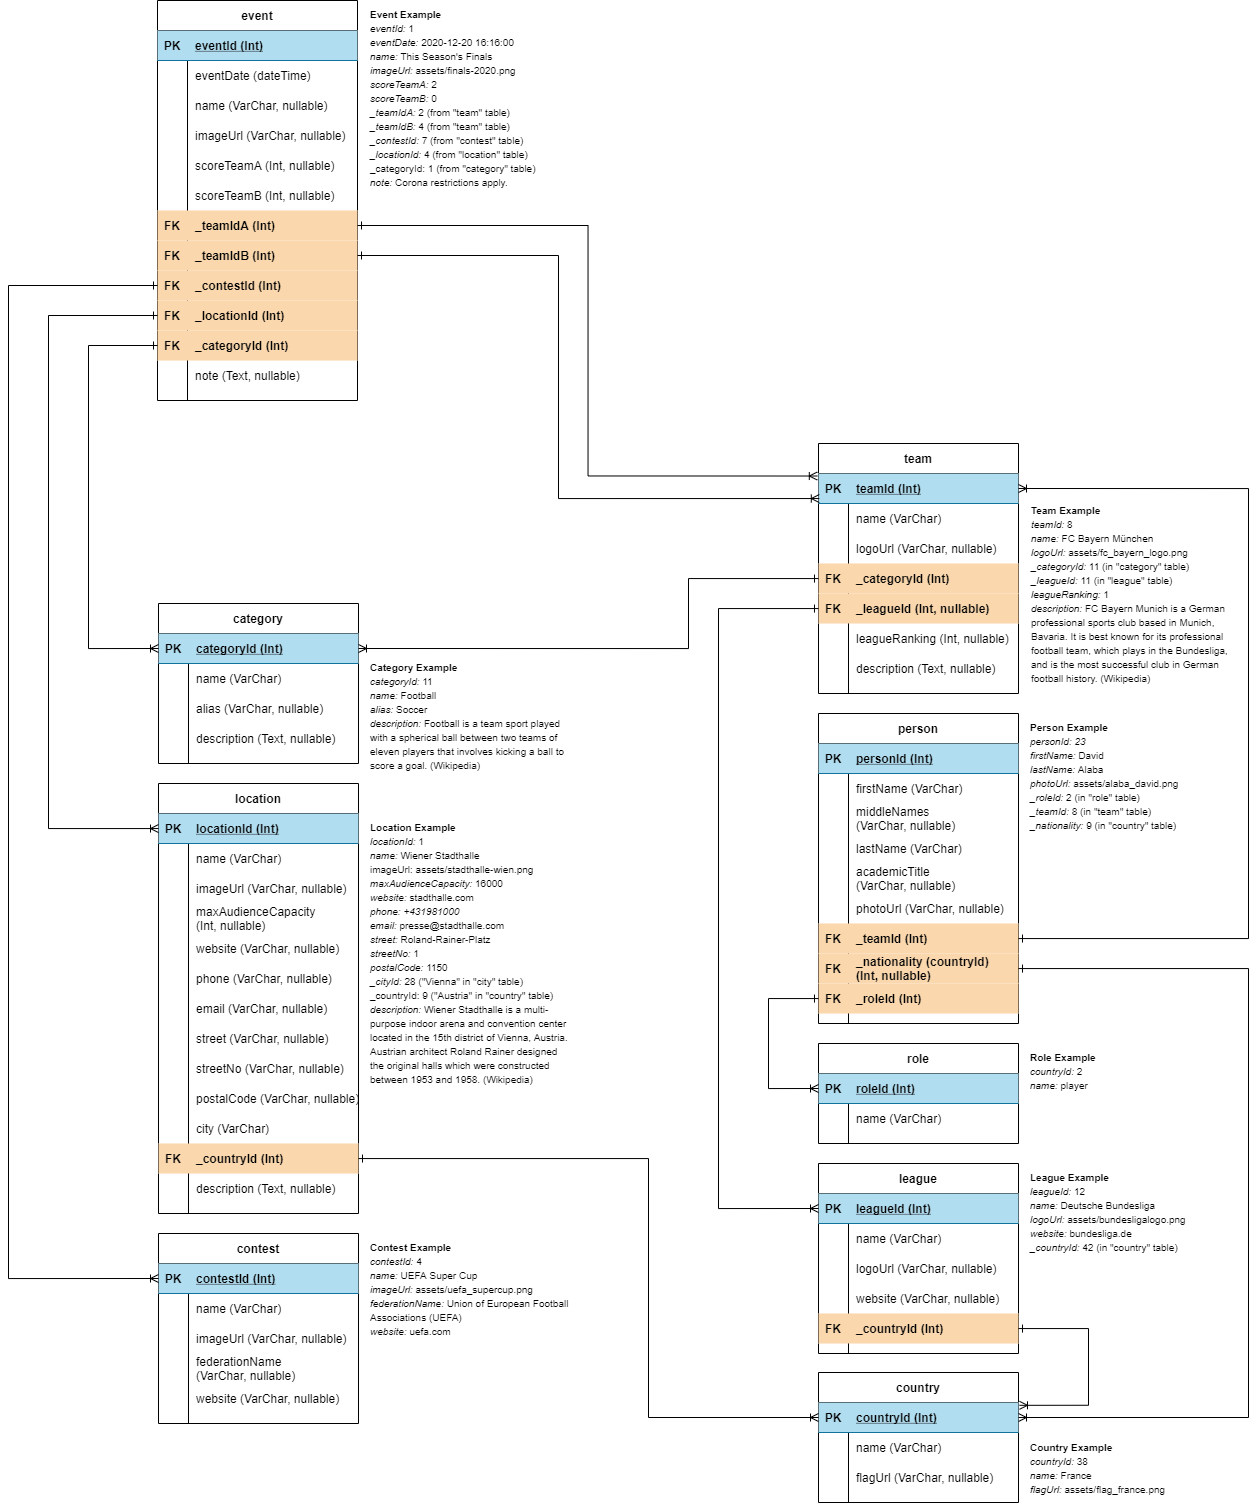 event
PK eventId (Int)
eventDate (dateTime)
name (VarChar, nullable)
imageUrl (VarChar, nullable)
scoreTeamA (Int, nullable)
scoreTeamB (Int, nullable)
FK _teamIdA (Int)
FK _teamIdB (Int)
FK _contestId (Int)
FK _locationId (Int)
FK _categoryId (Int)
note (Text, nullable)
Event Example
eventId: 1
eventDate: 2020-12-20 16:16:00
name: This Season's Finals
imageUrl: assets/finals-2020.png
scoreTeamA: 2
scoreTeamB: 0
_teamIdA: 2 (from "team" table)
_teamIdB: 4 (from "team" table)
_contestId: 7 (from "contest" table)
_locationId: 4 (from "location" table)
_categoryId: 1 (from "category" table)
note: Corona restrictions apply.
team
PK teamId (Int)
name (VarChar)
logoUrl (VarChar, nullable)
FK _categoryId (Int)
FK _leagueId (Int, nullable)
leagueRanking (Int, nullable)
description (Text, nullable)
Team Example
teamId: 8
name: FC Bayern München
logoUrl: assets/fc_bayern_logo.png
_categoryId: 11 (in "category" table)
_leagueId: 11 (in "league" table)
leagueRanking: 1
description: FC Bayern Munich is a German
professional sports club based in Munich,
Bavaria. It is best known for its professional
football team, which plays in the Bundesliga,
and is the most successful club in German
football history. (Wikipedia)
category
PK categoryId (Int)
name (VarChar)
alias (VarChar, nullable)
description (Text, nullable)
Category Example
categoryId: 11
name: Football
alias: Soccer
description: Football is a team sport played
with a spherical ball between two teams of
eleven players that involves kicking a ball to
score a goal. (Wikipedia)
person
PK personId (Int)
firstName (VarChar)
middleNames
(VarChar, nullable)
lastName (VarChar)
academicTitle
(VarChar, nullable)
photoUrl (VarChar, nullable)
FK _teamId (Int)
FK _nationality (countryId)
(Int, nullable)
FK _roleId (Int)
Person Example
personId: 23
firstName: David
lastName: Alaba
photoUrl: assets/alaba_david.png
_roleId: 2 (in "role" table)
_teamId: 8 (in "team" table)
_nationality: 9 (in "country" table)
location
PK locationId (Int)
name (VarChar)
imageUrl (VarChar, nullable)
maxAudienceCapacity
(Int, nullable)
website (VarChar, nullable)
phone (VarChar, nullable)
email (VarChar, nullable)
street (VarChar, nullable)
streetNo (VarChar, nullable)
postalCode (VarChar, nullable)
city (VarChar)
FK _countryId (Int)
description (Text, nullable)
Location Example
locationId: 1
name: Wiener Stadthalle
imageUrl: assets/stadthalle-wien.png
maxAudienceCapacity: 16000
website: stadthalle.com
phone: +431981000
email: presse@stadthalle.com
street: Roland-Rainer-Platz
streetNo: 1
postalCode: 1150
_cityId: 28 ("Vienna" in "city" table)
_countryId: 9 ("Austria" in "country" table)
description: Wiener Stadthalle is a multi-
purpose indoor arena and convention center
located in the 15th district of Vienna, Austria.
Austrian architect Roland Rainer designed
the original halls which were constructed
between 1953 and 1958. (Wikipedia)
role
PK roleId (Int)
name (VarChar)
Role Example
countryId: 2
name: player
league
PK leagueId (Int)
name (VarChar)
logoUrl (VarChar, nullable)
website (VarChar, nullable)
FK _countryId (Int)
League Example
leagueId: 12
name: Deutsche Bundesliga
logoUrl: assets/bundesligalogo.png
website: bundesliga.de
_countryId: 42 (in "country" table)
contest
PK contestId (Int)
name (VarChar)
imageUrl (VarChar, nullable)
federationName
(VarChar, nullable)
website (VarChar, nullable)
Contest Example
contestId: 4
name: UEFA Super Cup
imageUrl: assets/uefa_supercup.png
federationName: Union of European Football
Associations (UEFA)
website: uefa.com
country
PK countryId (Int)
name (VarChar)
flagUrl (VarChar, nullable)
Country Example
countryId: 38
name: France
flagUrl: assets/flag_france.png